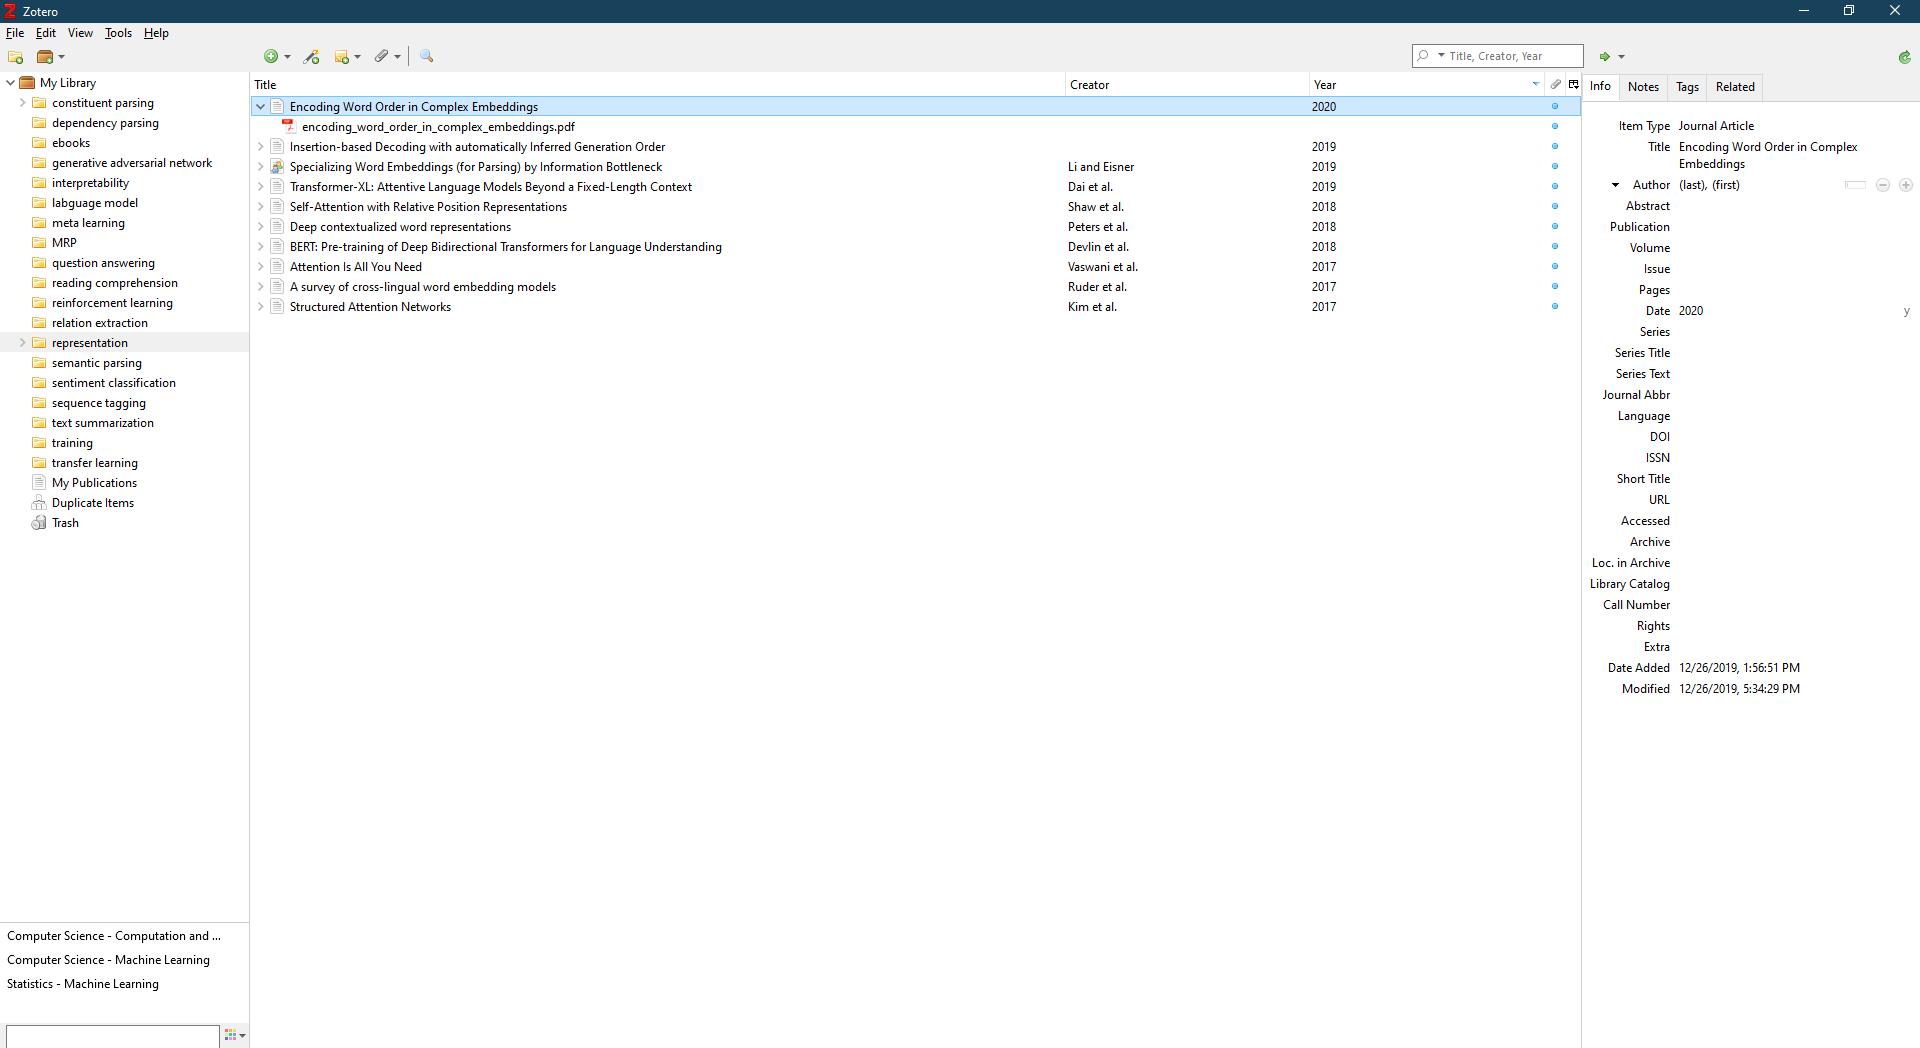 Zotero
File Edit View Tools Help
Title, Creator, Year
My Library
constituent parsing
dependency parsing
ebooks
generative adversarial network
interpretability
labguage model
meta learning
MRP
question answering
reading comprehension
reinforcement learning
relation extraction
representation
semantic parsing
sentiment classification
sequence tagging
text summarization
training
transfer learning
My Publications
Duplicate Items
Trash
Computer Science - Computation and ...
Computer Science - Machine Learning
Statistics - Machine Learning
Title Creator Year
Encoding Word Order in Complex Embeddings 2020
encoding_word_order_in_complex_embeddings.pdf
Insertion-based Decoding with automatically Inferred Generation Order 2019
Specializing Word Embeddings (for Parsing) by Information Bottleneck Li and Eisner 2019
Transformer-XL: Attentive Language Models Beyond a Fixed-Length Context Dai et al. 2019
Self-Attention with Relative Position Representations Shaw et al. 2018
Deep contextualized word representations Peters et al. 2018
BERT: Pre-training of Deep Bidirectional Transformers for Language Understanding Devlin et al. 2018
Attention Is All You Need Vaswani et al. 2017
A survey of cross-lingual word embedding models Ruder et al. 2017
Structured Attention Networks Kim et al. 2017
Info Notes Tags Related
Item Type Journal Article
Title Encoding Word Order in Complex
Embeddings
Author (last), (first)
Abstract
Publication
Volume
Issue
Pages
Date 2020 y
Series
Series Title
Series Text
Journal Abbr
Language
DOI
ISSN
Short Title
URL
Accessed
Archive
Loc. in Archive
Library Catalog
Call Number
Rights
Extra
Date Added 12/26/2019, 1:56:51 PM
Modified 12/26/2019, 5:34:29 PM